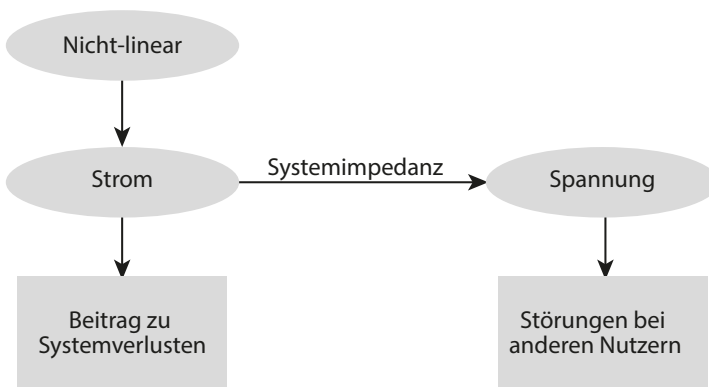 Nicht-linear
Strom
Systemimpedanz
Spannung
Beitrag zu
Systemverlusten
Störungen bei
anderen Nutzern